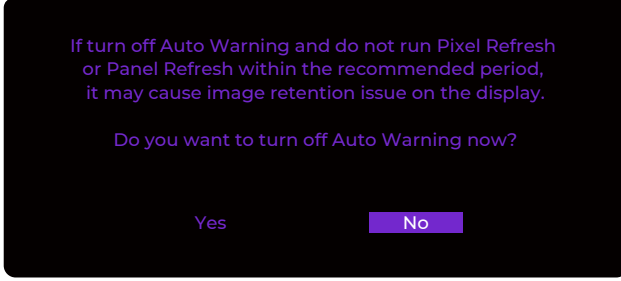 If turn off Auto Warning and do not run Pixel Refresh
or Panel Refresh within the recommended period,
it may cause image retention issue on the display.
Do you want to turn off Auto Warning now?
Yes No